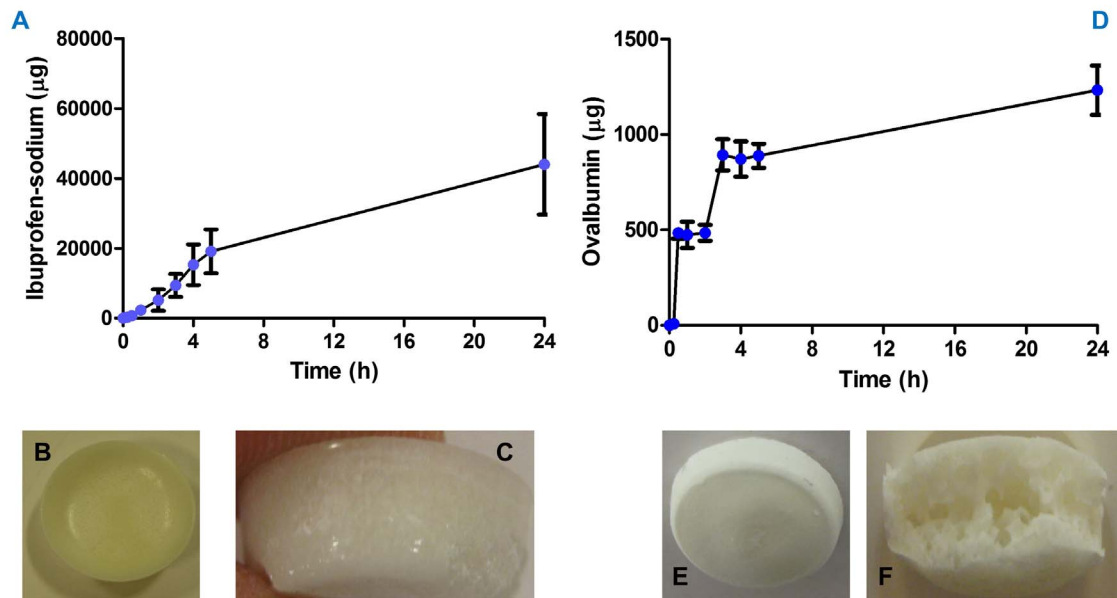 A
Ibuprofen-sodium (µg)
80000
60000
40000
20000
0
0 4 8 12 16 20 24
Time (h)
D
Ovalbumin (µg)
1500
1000
500
0
0 4 8 12 16 20 24
Time (h)
B
C
E
F